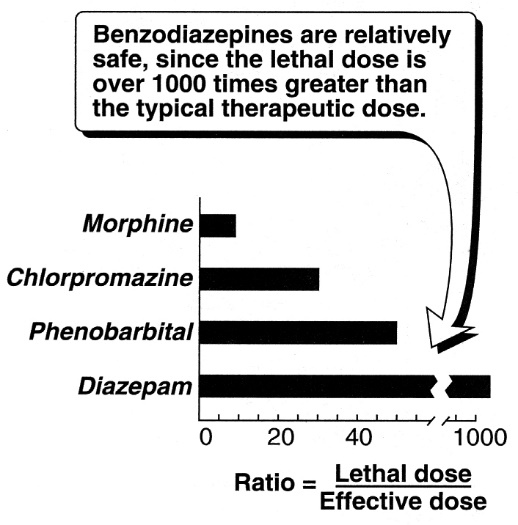 Benzodiazepines are relatively
safe, since the lethal dose is
over 1000 times greater than
the typical therapeutic dose.
Morphine
Chlorpromazine
Phenobarbital
Diazepam
0 20 40 1000
Ratio = Lethal dose
Effective dose